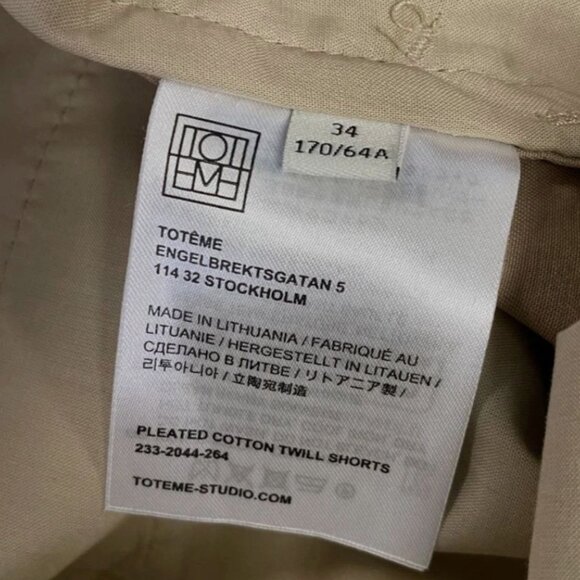 TOTEME
34
170/64A
TOTÊME
ENGELBREKTSGATAN 5
114 32 STOCKHOLM
MADE IN LITHUANIA / FABRIQUÉ AU
LITUANIE / HERGESTELLT IN LITAUEN /
СДЕЛАНО В ЛИТВЕ / リトアニア製 /
리투아니아 / 立陶宛制造
PLEATED COTTON TWILL SHORTS
233-2044-264
TOTEME-STUDIO.COM